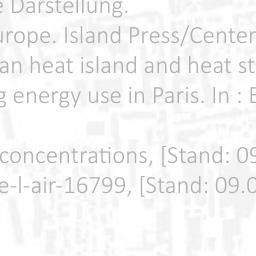 e Darstellung.
urope. Island Press/Center
an heat island and heat st
g energy use in Paris. In : E
concentrations, [Stand: 09
e-l-air-16799, [Stand: 09.0